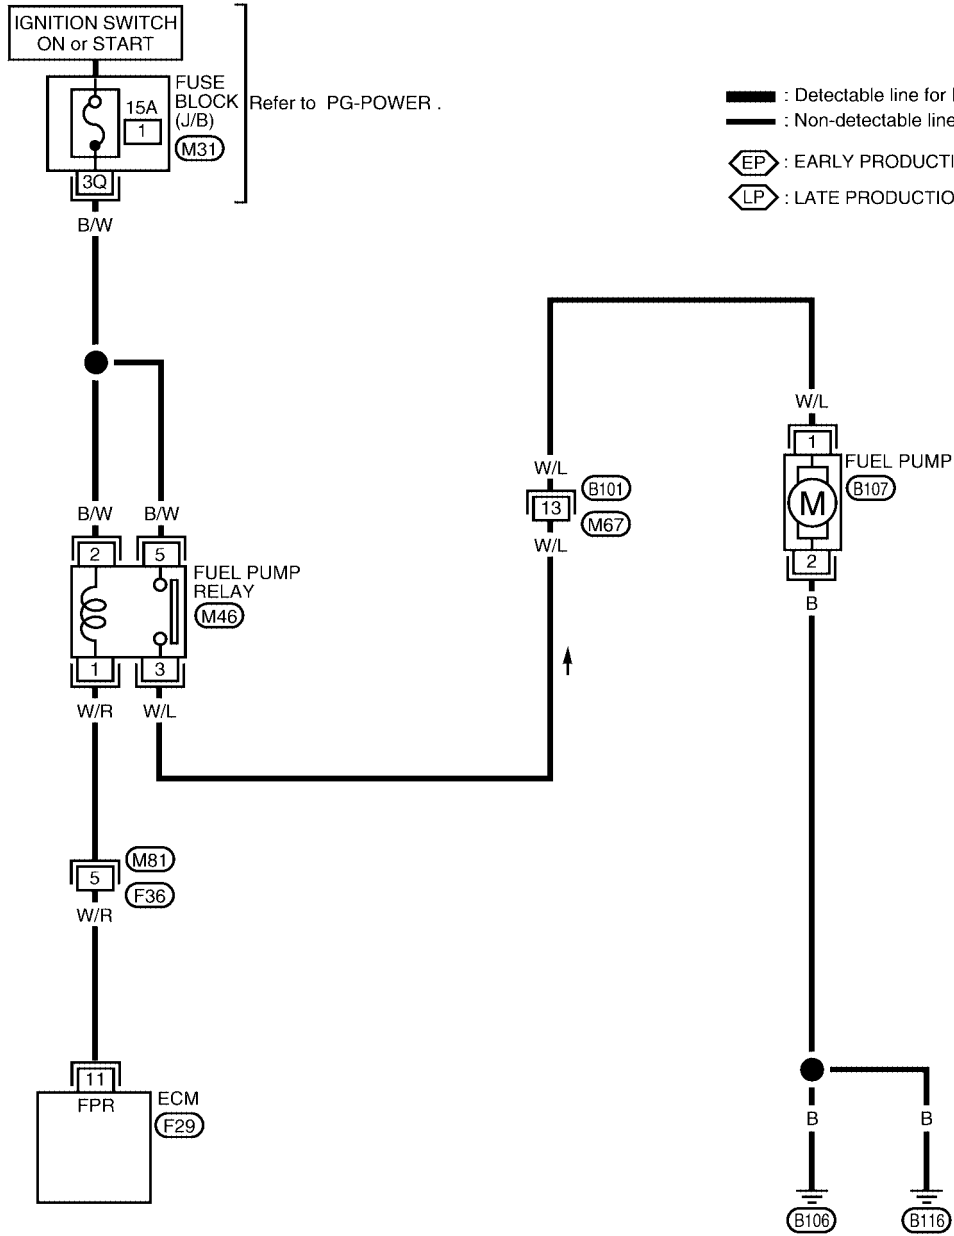 IGNITION SWITCH
ON or START
FUSE
BLOCK
(J/B)
15A
1
M31
Refer to PG-POWER .
3Q
B/W
: Detectable line for
: Non-detectable line
EP : EARLY PRODUCTI
LP : LATE PRODUCTIO
W/L
1
FUEL PUMP
B107
M
2
B
W/L
B101
13
M67
W/L
B/W B/W
2 5
FUEL PUMP
RELAY
M46
1 3
W/R W/L
M81
5
F36
W/R
11
FPR
ECM
F29
B B
B106 B116